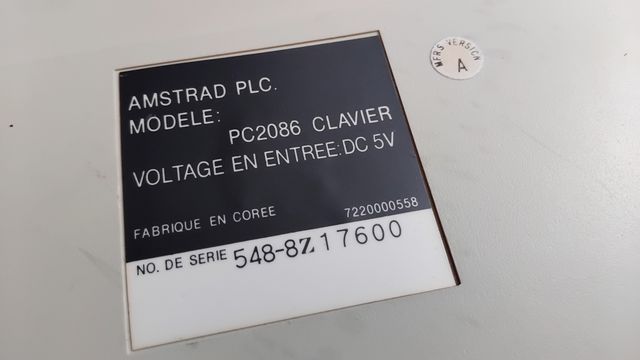 AMSTRAD PLC.
MODELE:
PC2086 CLAVIER
VOLTAGE EN ENTREE: DC 5V
FABRIQUE EN COREE 7220000558
NO. DE SERIE 548-8Z17600
MFRS VERSION
A